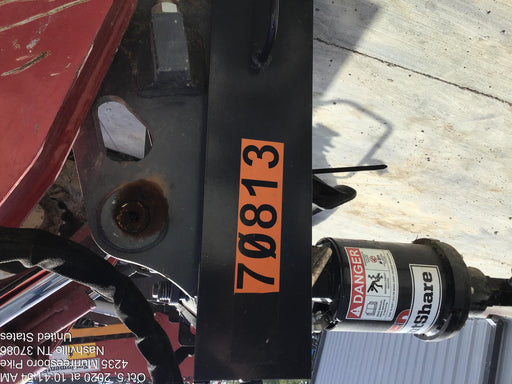 70813
DANGER
Share
Oct 5, 2020 at 10:41:54 AM
4235 Murfreesboro Pike
Nashville TN 37086
United States